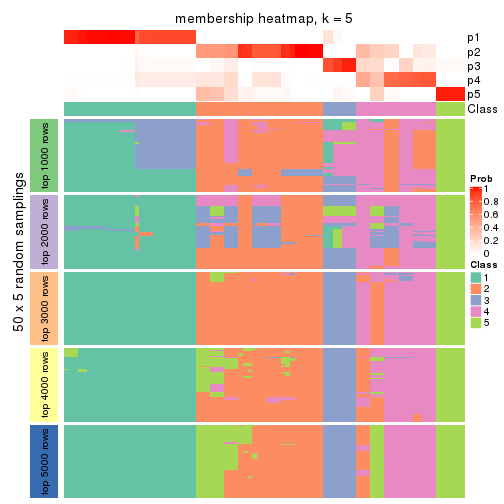 membership heatmap, k = 5
p1
p2
p3
p4
p5
Class
50 x 5 random samplings
top 1000 rows
top 2000 rows
top 3000 rows
top 4000 rows
top 5000 rows
Prob
1
0.8
0.6
0.4
0.2
0
Class
1
2
3
4
5